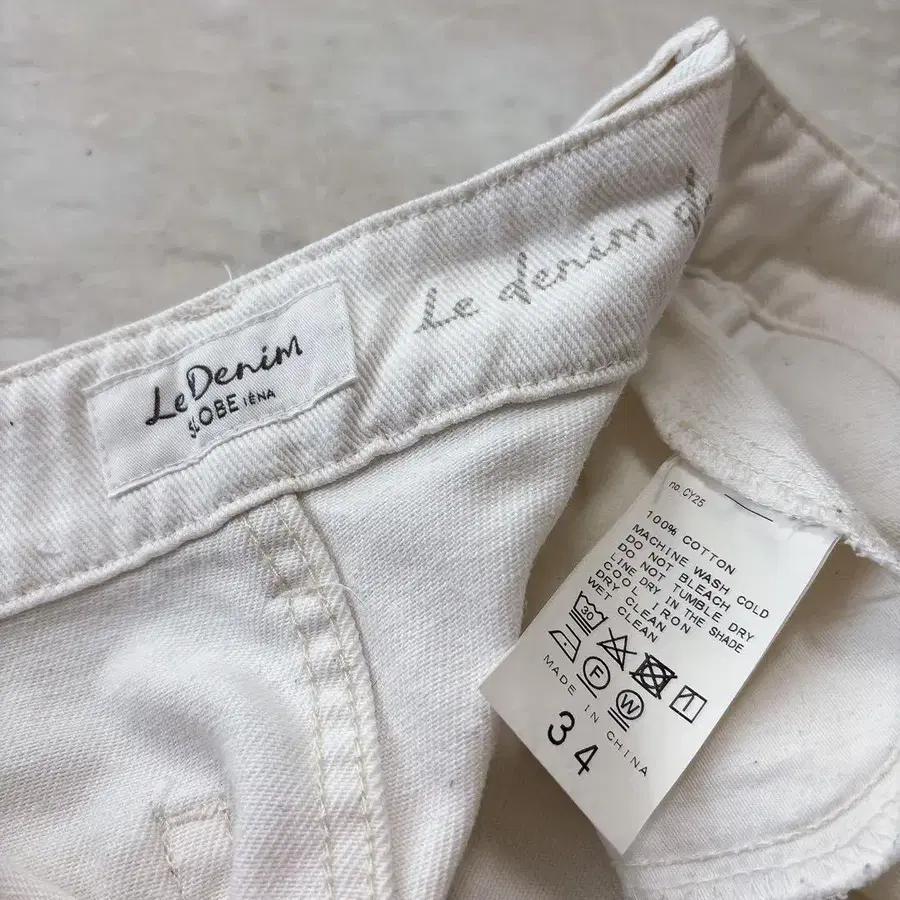 Le Denim
SLOBE IÉNA
Le denim
no.CY25
100% COTTON
MACHINE WASH COLD
DO NOT BLEACH
DO NOT TUMBLE DRY
LINE DRY IN THE SHADE
COOL IRON
DRY CLEAN
WET CLEAN
30
F
W
MADE IN CHINA
34